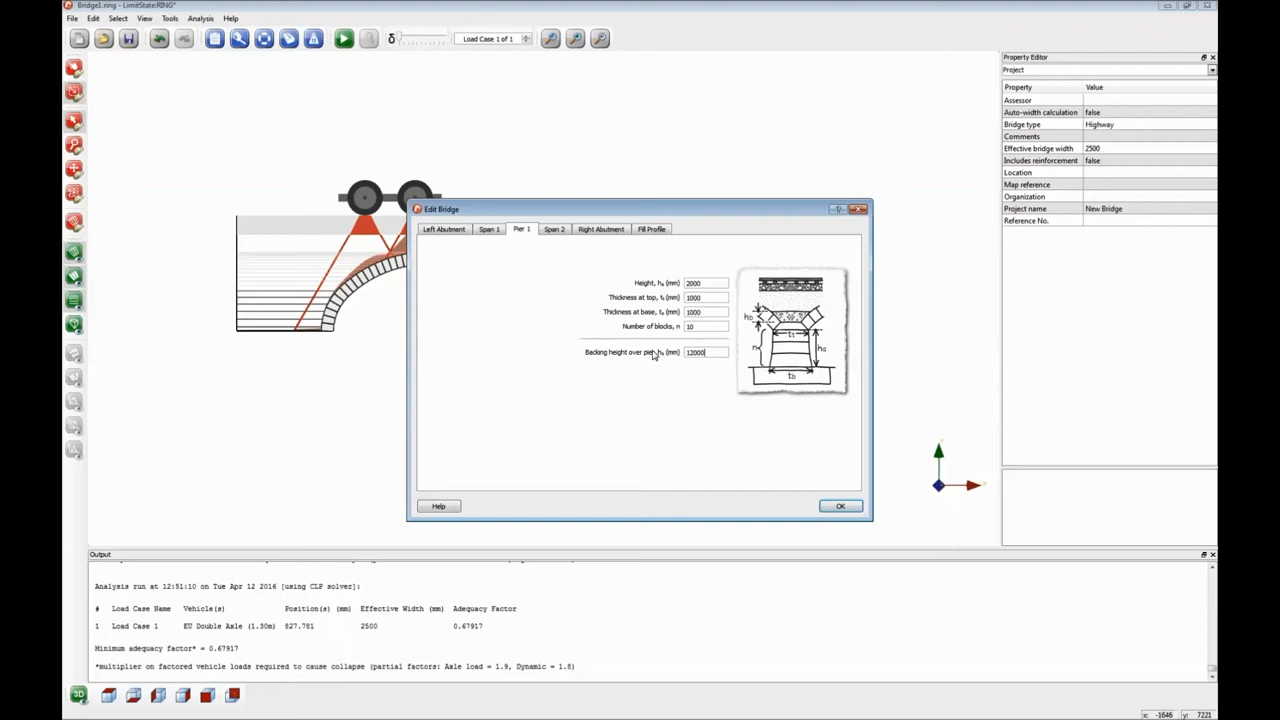 Bridge1.ring - LimitState:RING*
File Edit Select View Tools Analysis Help
δ Load Case 1 of 1
Property Editor
Project
Property Value
Assessor
Auto-width calculation false
Bridge type Highway
Comments
Effective bridge width 2500
Includes reinforcement false
Location
Map reference
Organization
Project name New Bridge
Reference No.
Edit Bridge
Left Abutment Span 1 Pier 1 Span 2 Right Abutment Fill Profile
Height, hₐ (mm) 2000
Thickness at top, tₜ (mm) 1000
Thickness at base, tᵦ (mm) 1000
Number of blocks, n 10
Backing height over pier, hᵦ (mm) 12000
hb
tt
n
ha
tb
Help OK
Output
Analysis run at 12:51:10 on Tue Apr 12 2016 [using CLP solver]:
# Load Case Name Vehicle(s) Position(s) (mm) Effective Width (mm) Adequacy Factor
1 Load Case 1 EU Double Axle (1.30m) 827.781 2500 0.67917
Minimum adequacy factor* = 0.67917
*multiplier on factored vehicle loads required to cause collapse (partial factors: Axle load = 1.9, Dynamic = 1.8)
3D
x: -1646 y: 7221